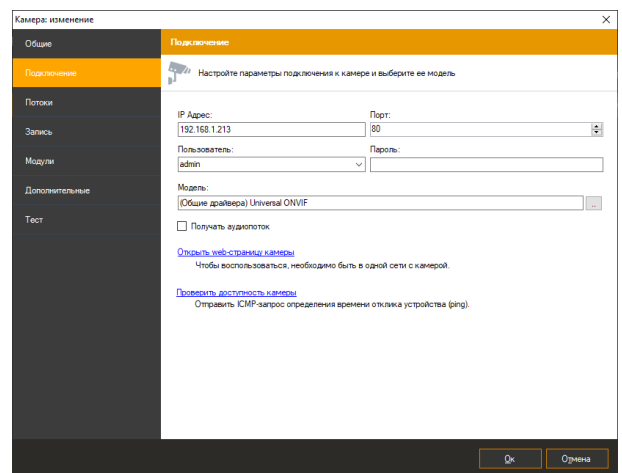 Камера: изменение
Общие
Подключение
Потоки
Запись
Модули
Дополнительные
Тест
Подключение
Настройте параметры подключения к камере и выберите ее модель
IP Адрес: Порт:
192.168.1.213 80
Пользователь: Пароль:
admin
Модель:
(Общие драйвера) Universal ONVIF ..
Получать аудиопоток
Открыть web-страницу камеры
Чтобы воспользоваться, необходимо быть в одной сети с камерой.
Проверить доступность камеры
Отправить ICMP-запрос определения времени отклика устройства (ping).
Ок Отмена